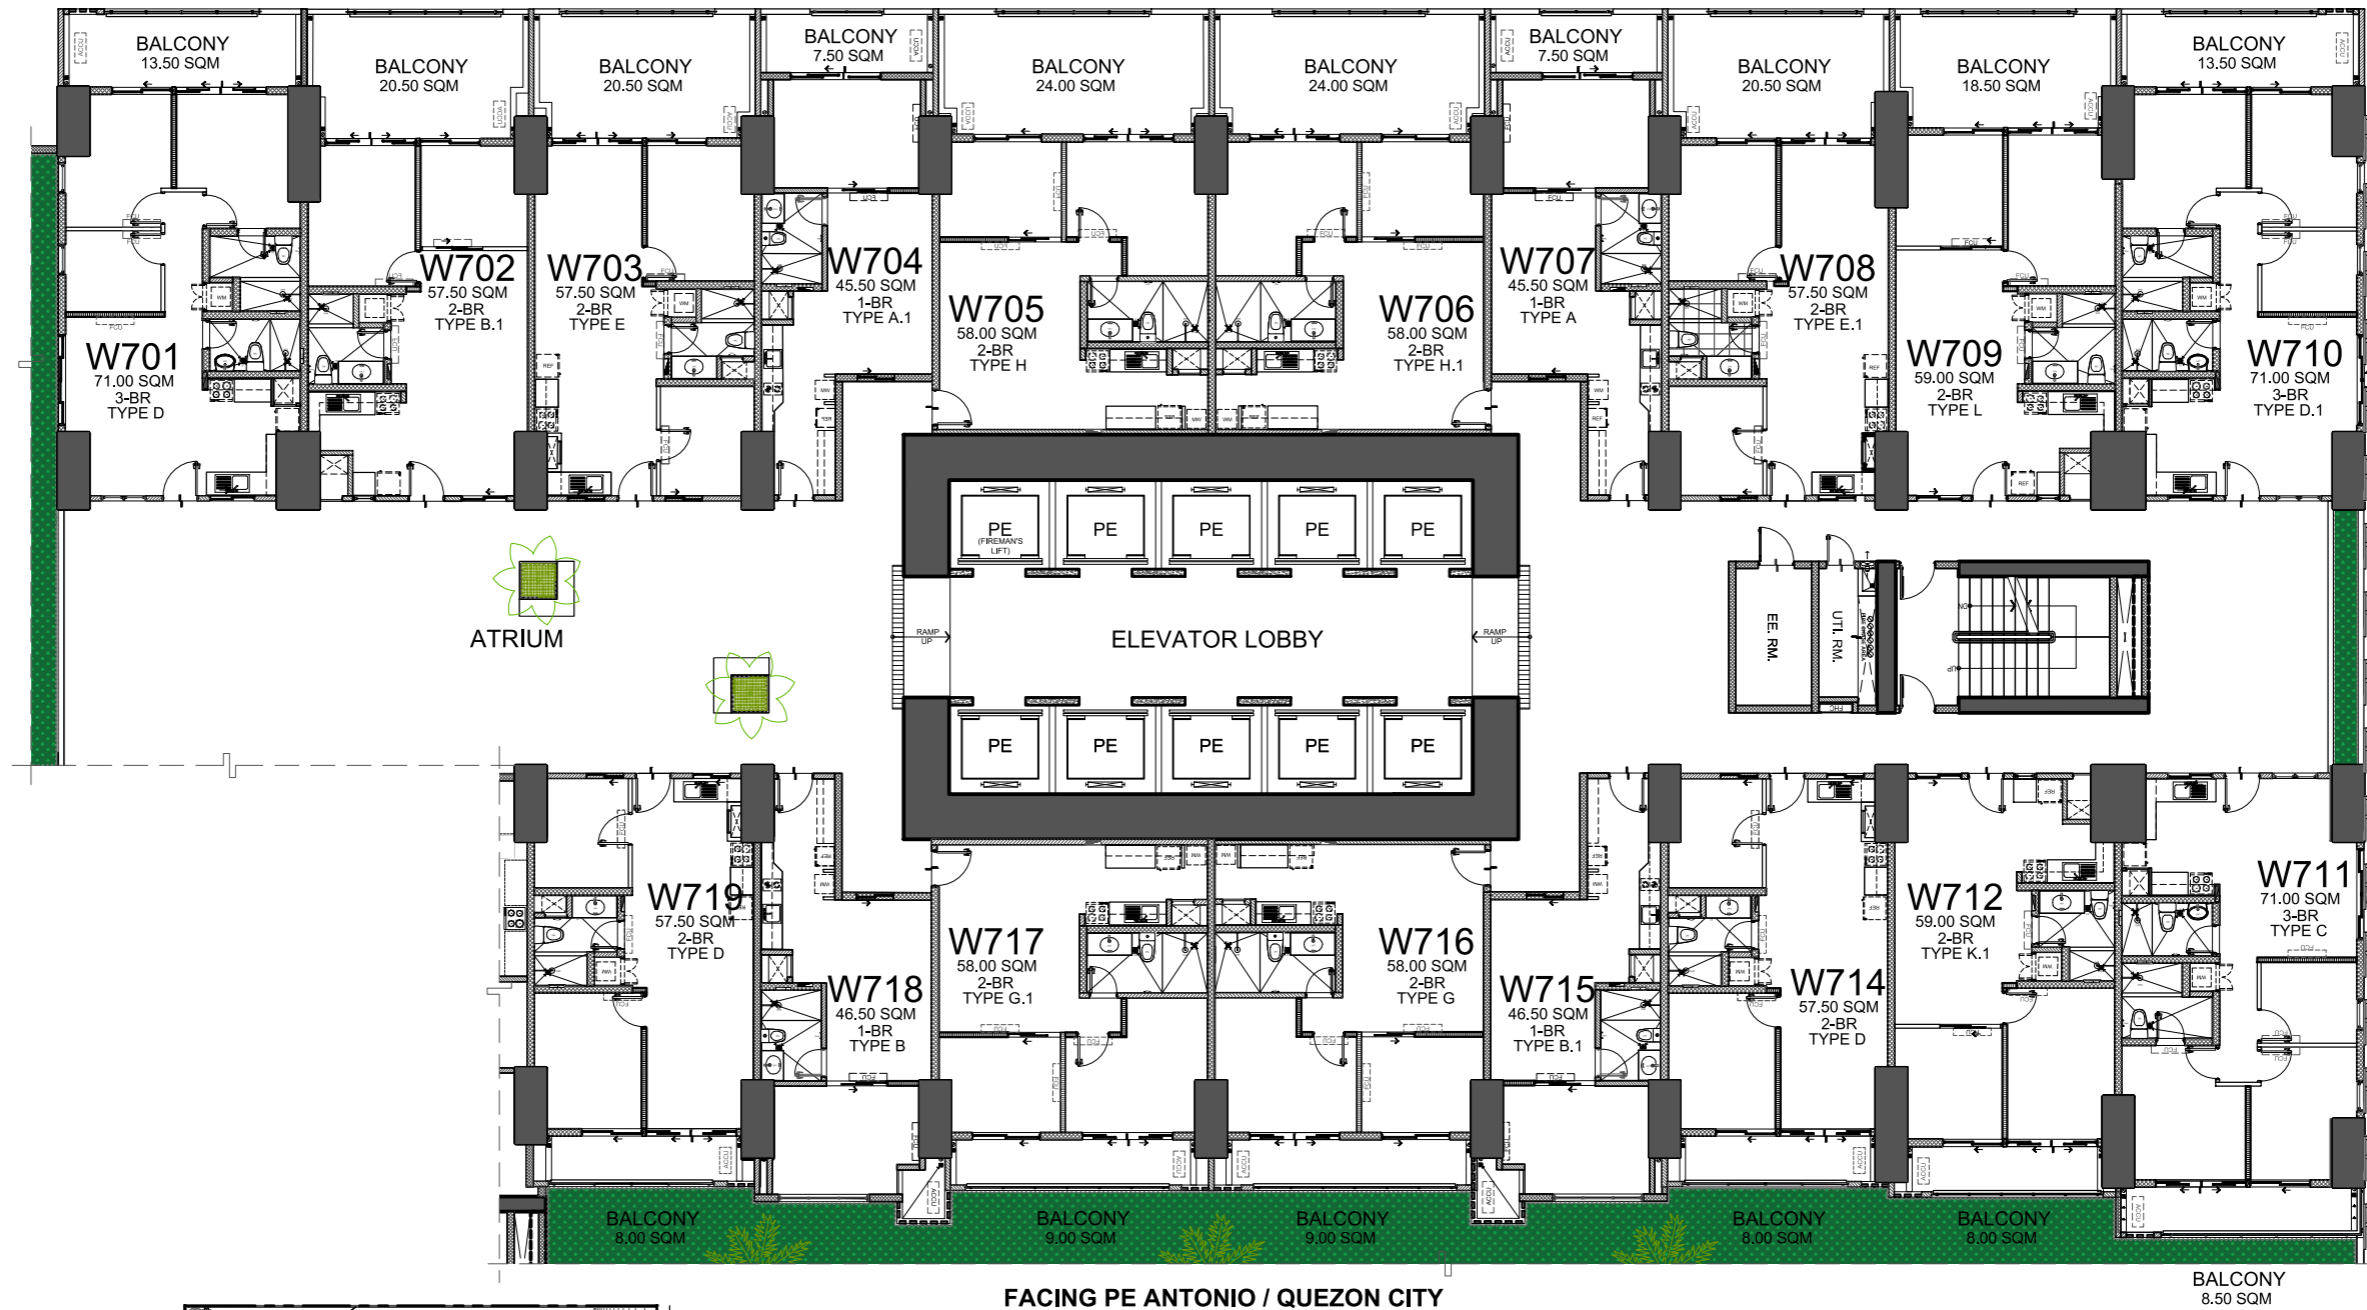 BALCONY
13.50 SQM
BALCONY
20.50 SQM
BALCONY
20.50 SQM
BALCONY
7.50 SQM
BALCONY
24.00 SQM
BALCONY
24.00 SQM
BALCONY
7.50 SQM
BALCONY
20.50 SQM
BALCONY
18.50 SQM
BALCONY
13.50 SQM
W701
71.00 SQM
3-BR
TYPE D
W702
57.50 SQM
2-BR
TYPE B.1
W703
57.50 SQM
2-BR
TYPE E
W704
45.50 SQM
1-BR
TYPE A.1
W705
58.00 SQM
2-BR
TYPE H
W706
58.00 SQM
2-BR
TYPE H.1
W707
45.50 SQM
1-BR
TYPE A
W708
57.50 SQM
2-BR
TYPE E.1
W709
59.00 SQM
2-BR
TYPE L
W710
71.00 SQM
3-BR
TYPE D.1
PE
(FIREMAN'S
LIFT)
PE
PE
PE
PE
ATRIUM
RAMP
UP
ELEVATOR LOBBY
RAMP
UP
EE. RM.
UTI. RM.
FHC
DN
UP
PE
PE
PE
PE
PE
W719
57.50 SQM
2-BR
TYPE D
W718
46.50 SQM
1-BR
TYPE B
W717
58.00 SQM
2-BR
TYPE G.1
W716
58.00 SQM
2-BR
TYPE G
W715
46.50 SQM
1-BR
TYPE B.1
W714
57.50 SQM
2-BR
TYPE D
W712
59.00 SQM
2-BR
TYPE K.1
W711
71.00 SQM
3-BR
TYPE C
BALCONY
8.00 SQM
BALCONY
9.00 SQM
BALCONY
9.00 SQM
BALCONY
8.00 SQM
BALCONY
8.00 SQM
BALCONY
8.50 SQM
FACING PE ANTONIO / QUEZON CITY